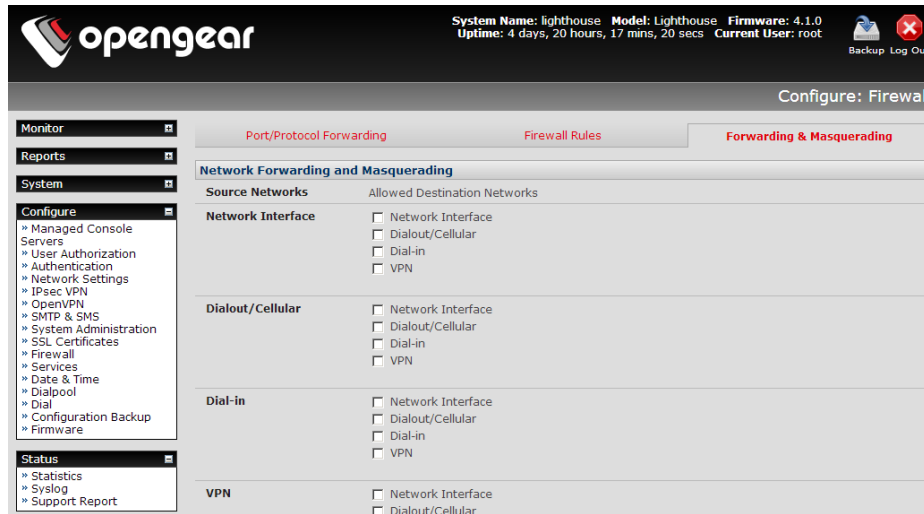 opengear
System Name: lighthouse Model: Lighthouse Firmware: 4.1.0
Uptime: 4 days, 20 hours, 17 mins, 20 secs Current User: root
Backup Log Ou
Configure: Firewal
Monitor
Reports
System
Configure
» Managed Console
Servers
» User Authorization
» Authentication
» Network Settings
» IPsec VPN
» OpenVPN
» SMTP & SMS
» System Administration
» SSL Certificates
» Firewall
» Services
» Date & Time
» Dialpool
» Dial
» Configuration Backup
» Firmware
Status
» Statistics
» Syslog
» Support Report
Port/Protocol Forwarding
Firewall Rules
Forwarding & Masquerading
Network Forwarding and Masquerading
Source Networks Allowed Destination Networks
Network Interface
Network Interface
Dialout/Cellular
Dial-in
VPN
Dialout/Cellular
Network Interface
Dialout/Cellular
Dial-in
VPN
Dial-in
Network Interface
Dialout/Cellular
Dial-in
VPN
VPN
Network Interface
Dialout/Cellular